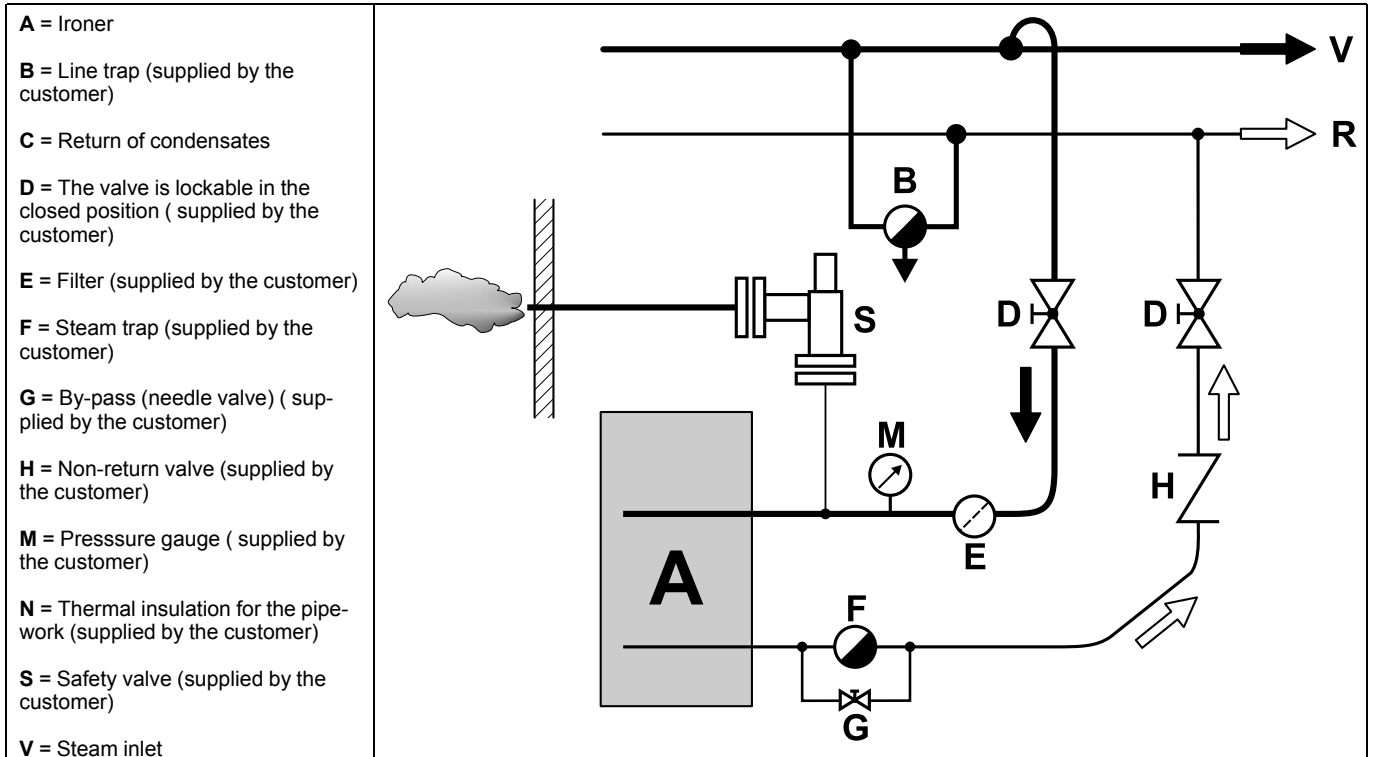 A = Ironer
B = Line trap (supplied by the
customer)
C = Return of condensates
D = The valve is lockable in the
closed position ( supplied by the
customer)
E = Filter (supplied by the customer)
F = Steam trap (supplied by the
customer)
G = By-pass (needle valve) ( sup-
plied by the customer)
H = Non-return valve (supplied by
the customer)
M = Presssure gauge ( supplied by
the customer)
N = Thermal insulation for the pipe-
work (supplied by the customer)
S = Safety valve (supplied by the
customer)
V = Steam inlet
V
R
B
S
D
D
M
H
E
A
F
G